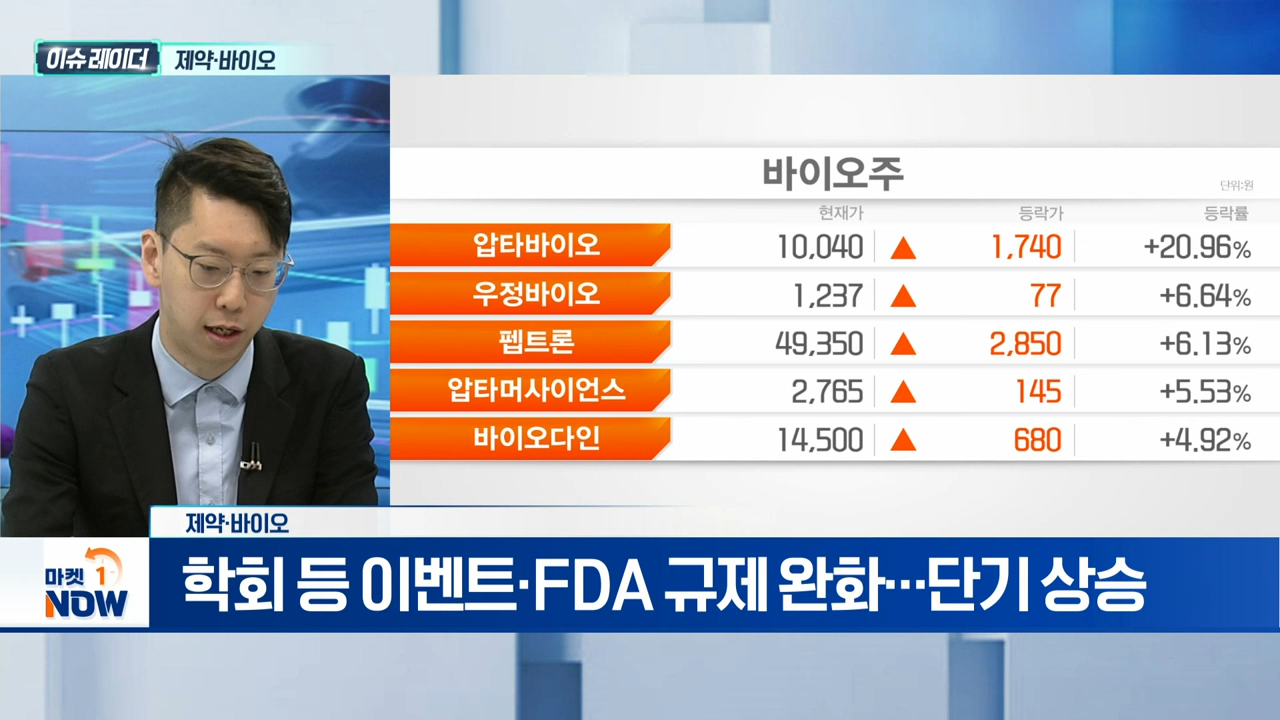 이슈 레이더 제약·바이오
바이오주
단위:원
현재가 등락가 등락률
압타바이오 10,040 ▲ 1,740 +20.96%
우정바이오 1,237 ▲ 77 +6.64%
펩트론 49,350 ▲ 2,850 +6.13%
압타머사이언스 2,765 ▲ 145 +5.53%
바이오다인 14,500 ▲ 680 +4.92%
제약·바이오
마켓 1
NOW
학회 등 이벤트·FDA 규제 완화…단기 상승